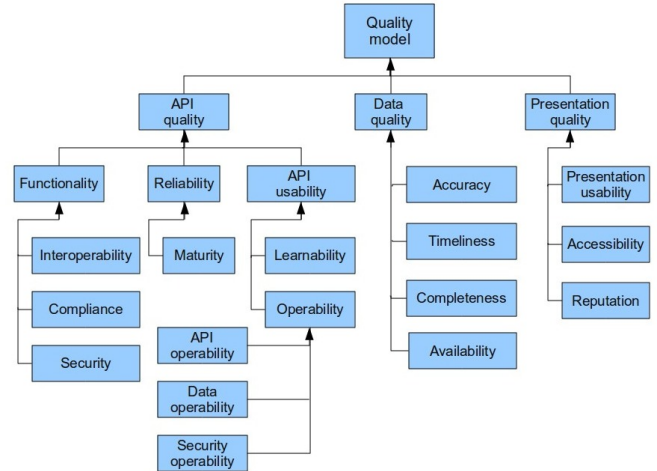 Quality
model
API
quality
Data
quality
Presentation
quality
Functionality
Reliability
API
usability
Interoperability
Compliance
Security
Maturity
Learnability
Operability
API
operability
Data
operability
Security
operability
Accuracy
Timeliness
Completeness
Availability
Presentation
usability
Accessibility
Reputation